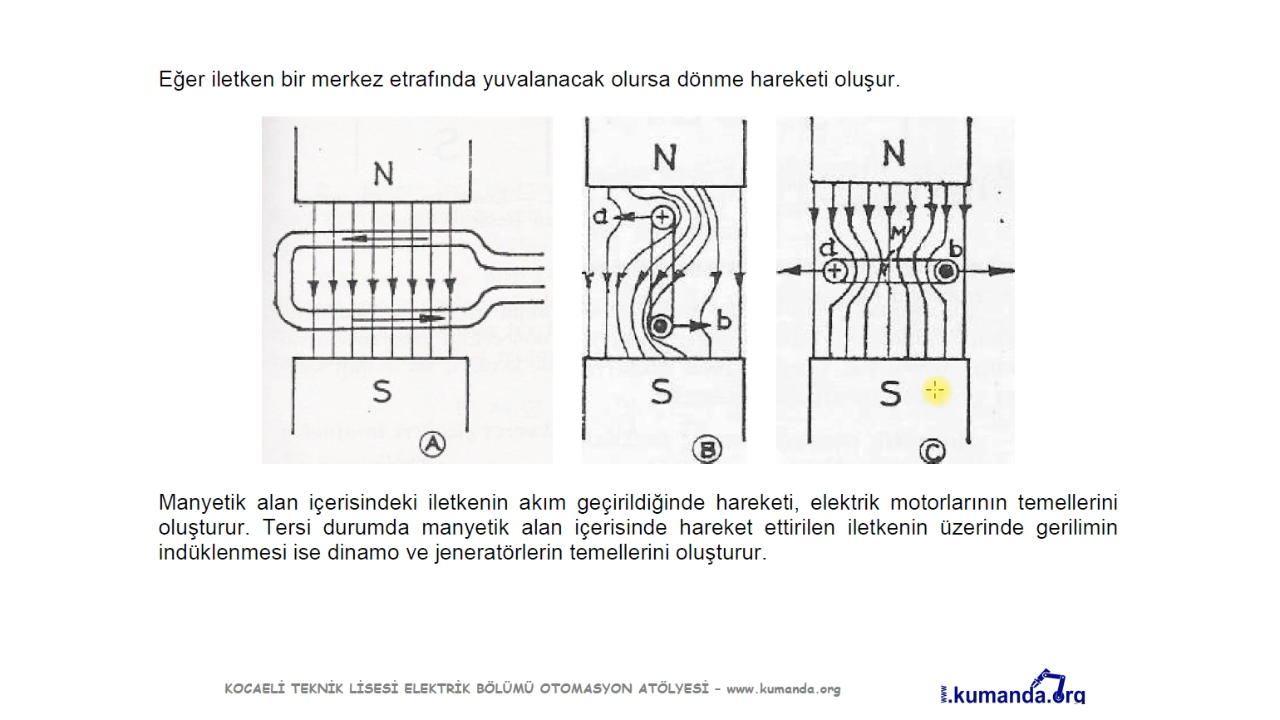 Eğer iletken bir merkez etrafında yuvalanacak olursa dönme hareketi oluşur.
N
N
N
a
b
M
a
b
S
S
S
A
B
C
Manyetik alan içerisindeki iletkenin akım geçirildiğinde hareketi, elektrik motorlarının temellerini
oluşturur. Tersi durumda manyetik alan içerisinde hareket ettirilen iletkenin üzerinde gerilimin
indüklenmesi ise dinamo ve jeneratörlerin temellerini oluşturur.
KOCAELİ TEKNİK LİSESİ ELEKTRİK BÖLÜMÜ OTOMASYON ATÖLYESİ – www.kumanda.org
www.kumanda.org